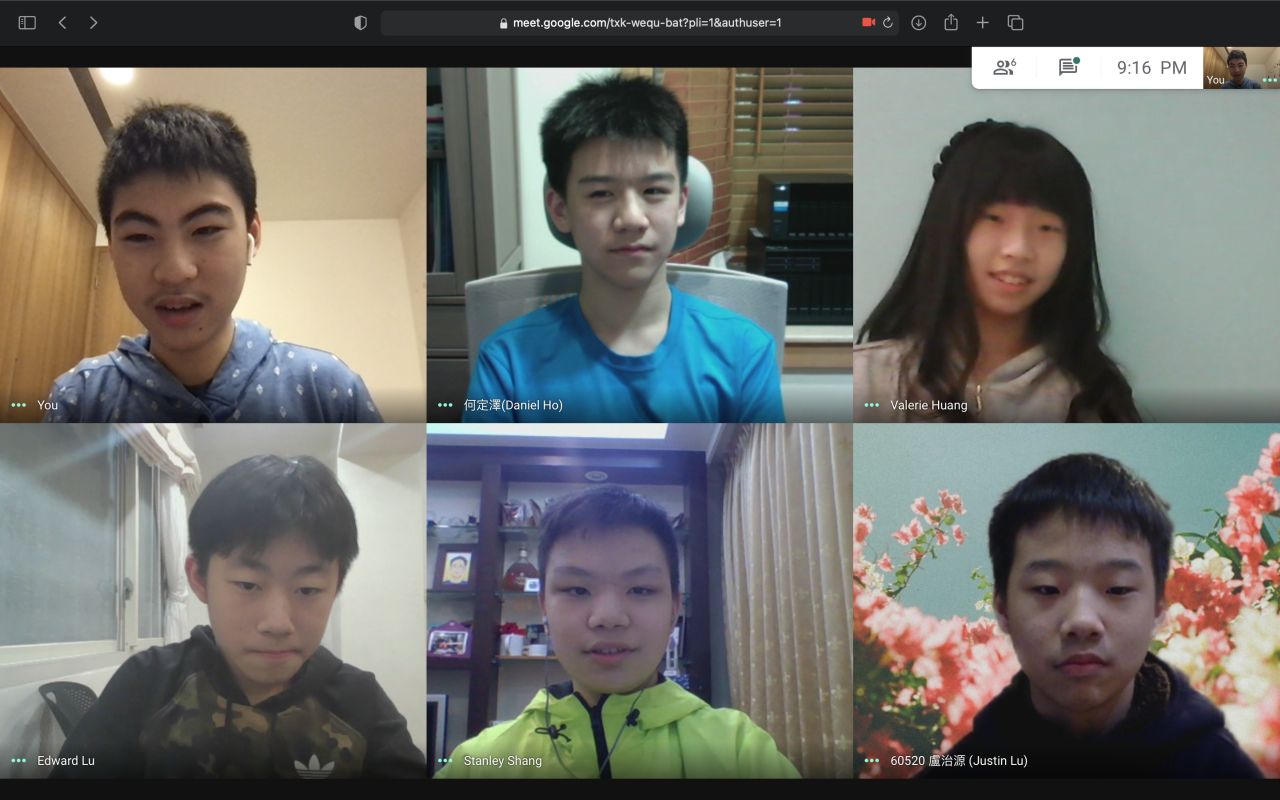 meet.google.com/txk-wequ-bat?pli=1&authuser=1
6
9:16 PM
You
You
何定澤(Daniel Ho)
Valerie Huang
Edward Lu
Stanley Shang
60520 盧治源 (Justin Lu)